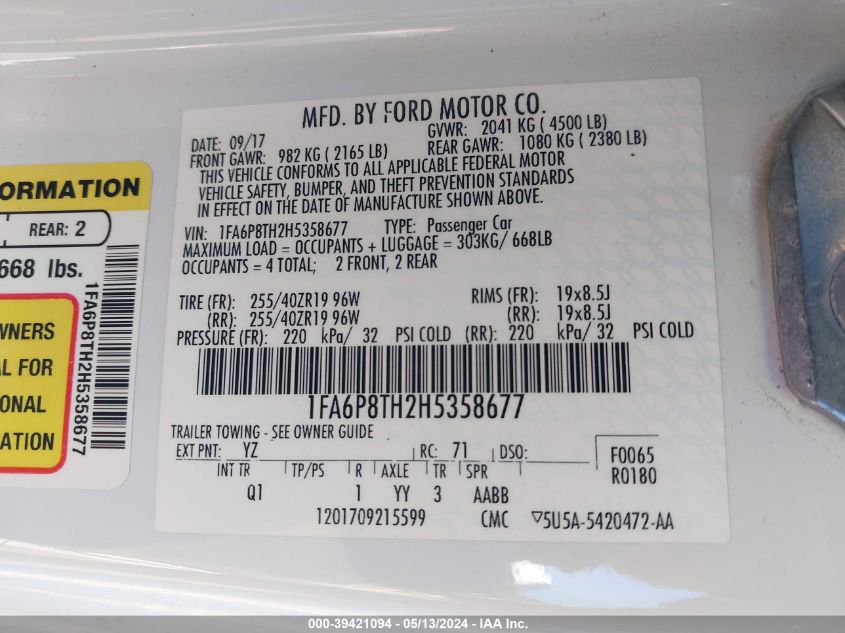 MFD. BY FORD MOTOR CO.
DATE: 09/17 GVWR: 2041 KG ( 4500 LB)
FRONT GAWR: 982 KG ( 2165 LB) REAR GAWR: 1080 KG ( 2380 LB)
THIS VEHICLE CONFORMS TO ALL APPLICABLE FEDERAL MOTOR
VEHICLE SAFETY, BUMPER, AND THEFT PREVENTION STANDARDS
IN EFFECT ON THE DATE OF MANUFACTURE SHOWN ABOVE.
VIN: 1FA6P8TH2H5358677 TYPE: Passenger Car
MAXIMUM LOAD = OCCUPANTS + LUGGAGE = 303KG/ 668LB
OCCUPANTS = 4 TOTAL; 2 FRONT, 2 REAR
TIRE (FR): 255/40ZR19 96W RIMS (FR): 19x8.5J
(RR): 255/40ZR19 96W (RR): 19x8.5J
PRESSURE (FR): 220 kPa/ 32 PSI COLD (RR): 220 kPa/ 32 PSI COLD
1FA6P8TH2H5358677
TRAILER TOWING - SEE OWNER GUIDE
EXT PNT: YZ RC: 71 DSO: F0065
INT TR TP/PS R AXLE TR SPR R0180
Q1 1 YY 3 AABB
1201709215599 CMC ▽5U5A-5420472-AA
ORMATION
REAR: 2
668 lbs.
WNERS
AL FOR
ONAL
ATION
1FA6P8TH2H5358677
000-39421094 - 05/13/2024 - IAA Inc.